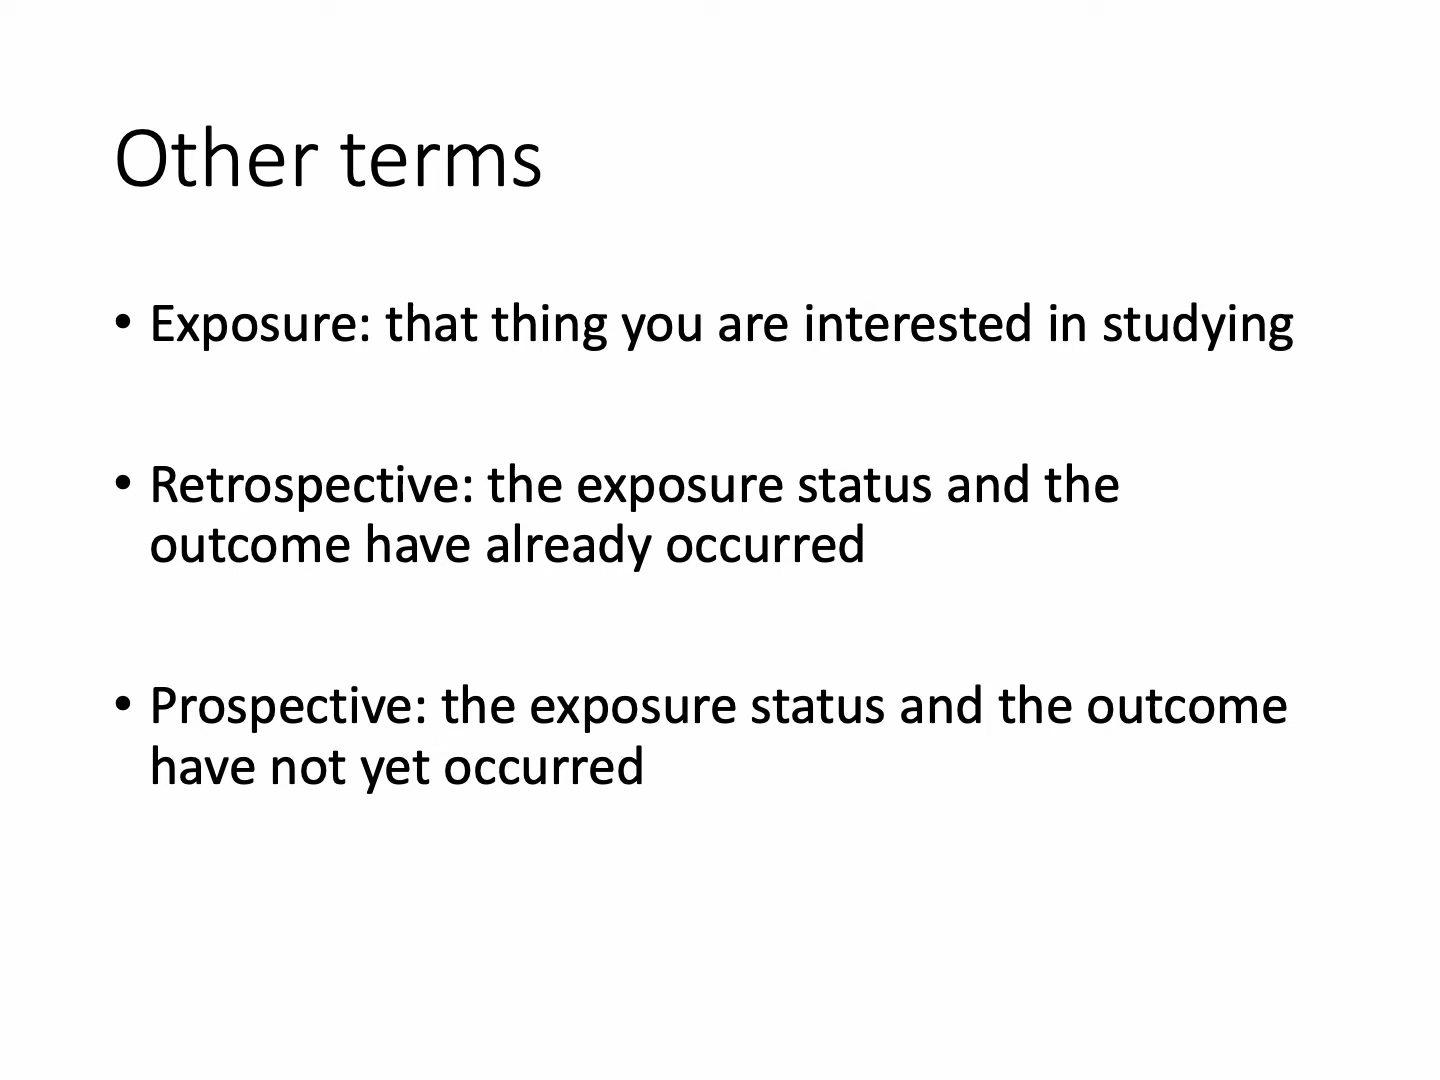 Other terms
• Exposure: that thing you are interested in studying
• Retrospective: the exposure status and the
outcome have already occurred
• Prospective: the exposure status and the outcome
have not yet occurred